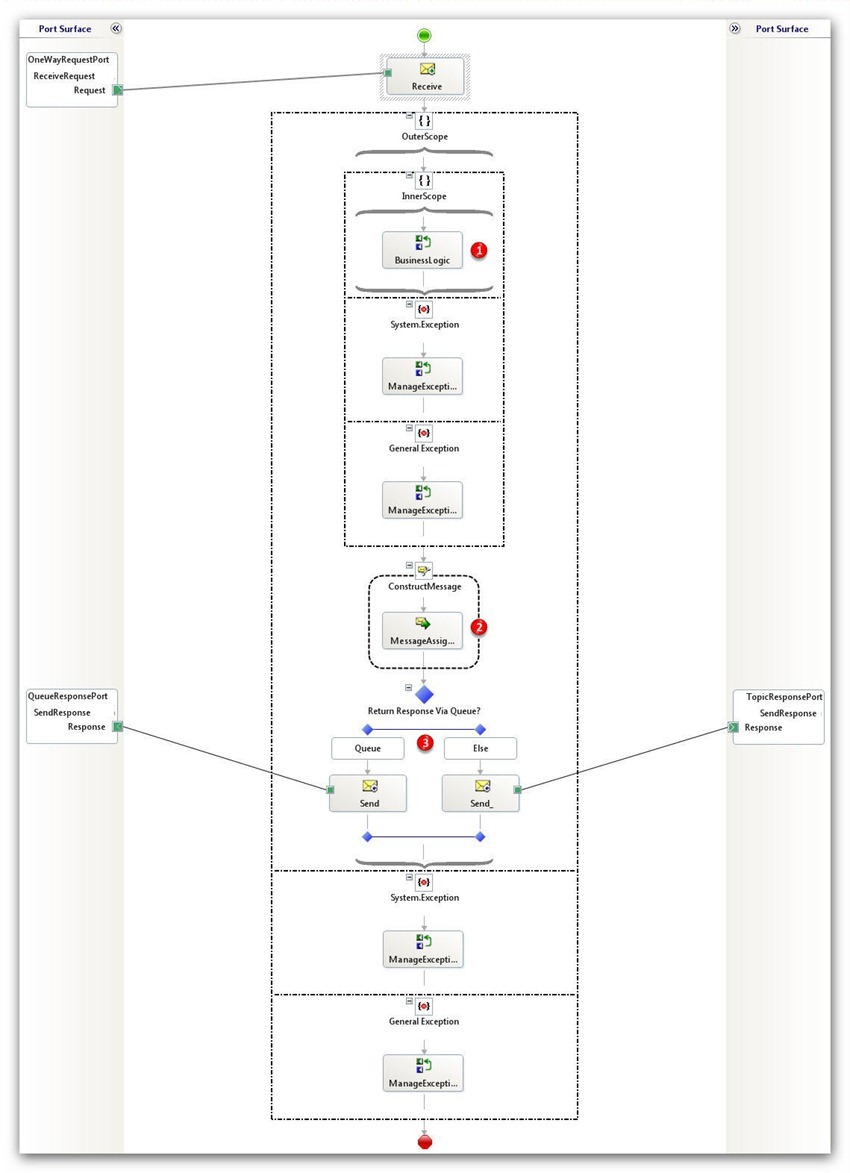 Port Surface
Port Surface
OneWayRequestPort
ReceiveRequest
Request
Receive
{ }
OuterScope
{ }
InnerScope
BusinessLogic
1
System.Exception
ManageExcepti...
General Exception
ManageExcepti...
ConstructMessage
MessageAssig...
2
QueueResponsePort
SendResponse
Response
TopicResponsePort
SendResponse
Response
Return Response Via Queue?
3
Queue
Else
Send
Send_
System.Exception
ManageExcepti...
General Exception
ManageExcepti...